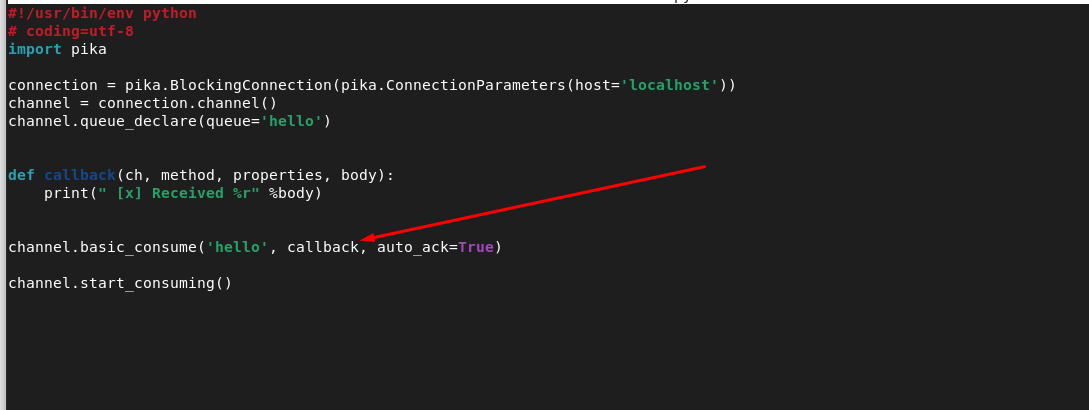 #!/usr/bin/env python
# coding=utf-8
import pika
connection = pika.BlockingConnection(pika.ConnectionParameters(host='localhost'))
channel = connection.channel()
channel.queue_declare(queue='hello')
def callback(ch, method, properties, body):
    print(" [x] Received %r" %body)
channel.basic_consume('hello', callback, auto_ack=True)
channel.start_consuming()